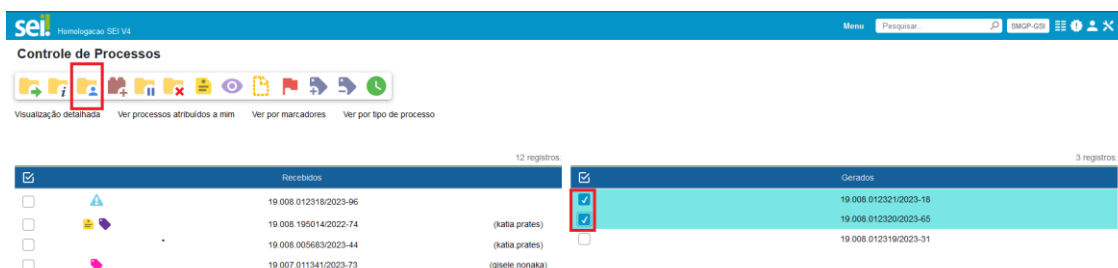 sei! Homologacao SEI V4 Menu Pesquisar... SMGP-GSI
Controle de Processos
Visualização detalhada Ver processos atribuídos a mim Ver por marcadores Ver por tipo de processo
12 registros:
Recebidos
19.008.012318/2023-96
19.008.195014/2022-74 (katia.prates)
19.008.005683/2023-44 (katia.prates)
19.007.011341/2023-73 (gisele.nonaka)
3 registros:
Gerados
19.008.012321/2023-18
19.008.012320/2023-65
19.008.012319/2023-31